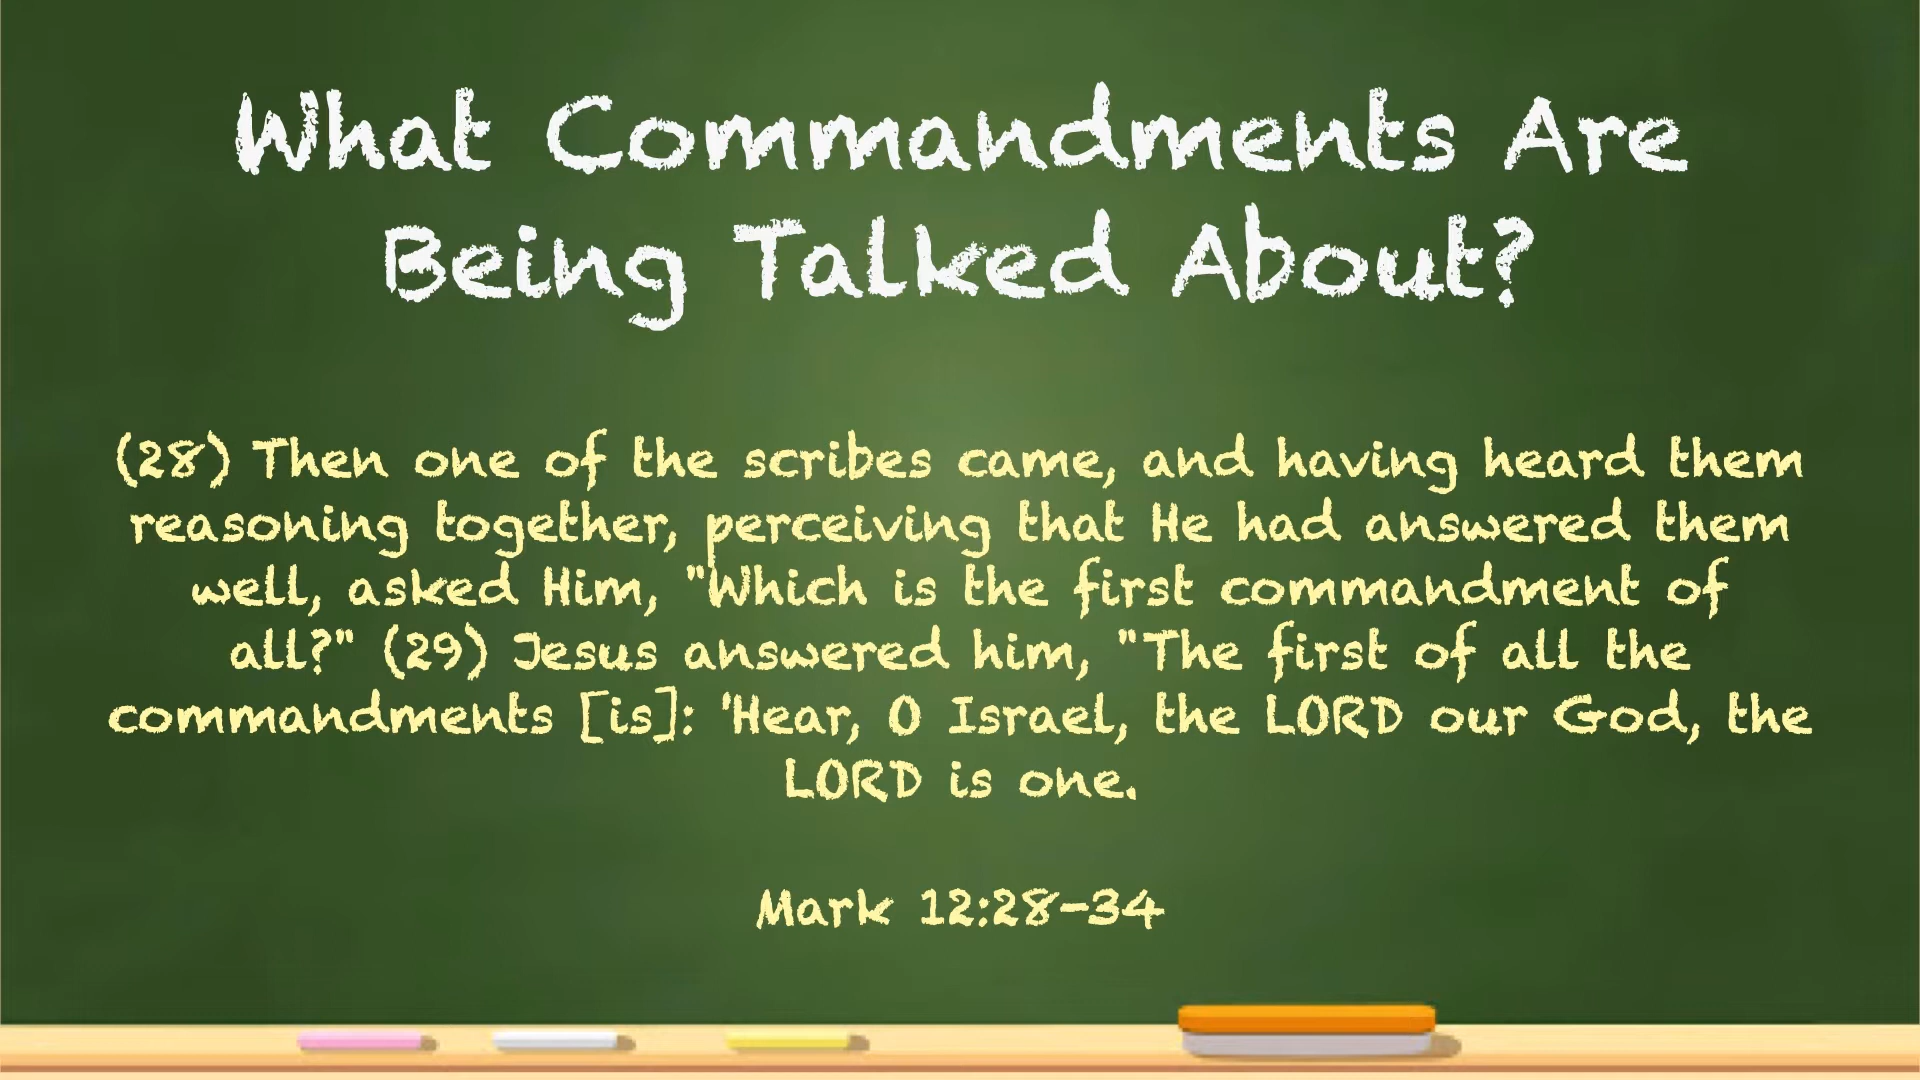 What Commandments Are
Being Talked About?
(28) Then one of the scribes came, and having heard them
reasoning together, perceiving that He had answered them
well, asked Him, "Which is the first commandment of
all?" (29) Jesus answered him, "The first of all the
commandments [is]: 'Hear, O Israel, the LORD our God, the
LORD is one.
Mark 12:28-34